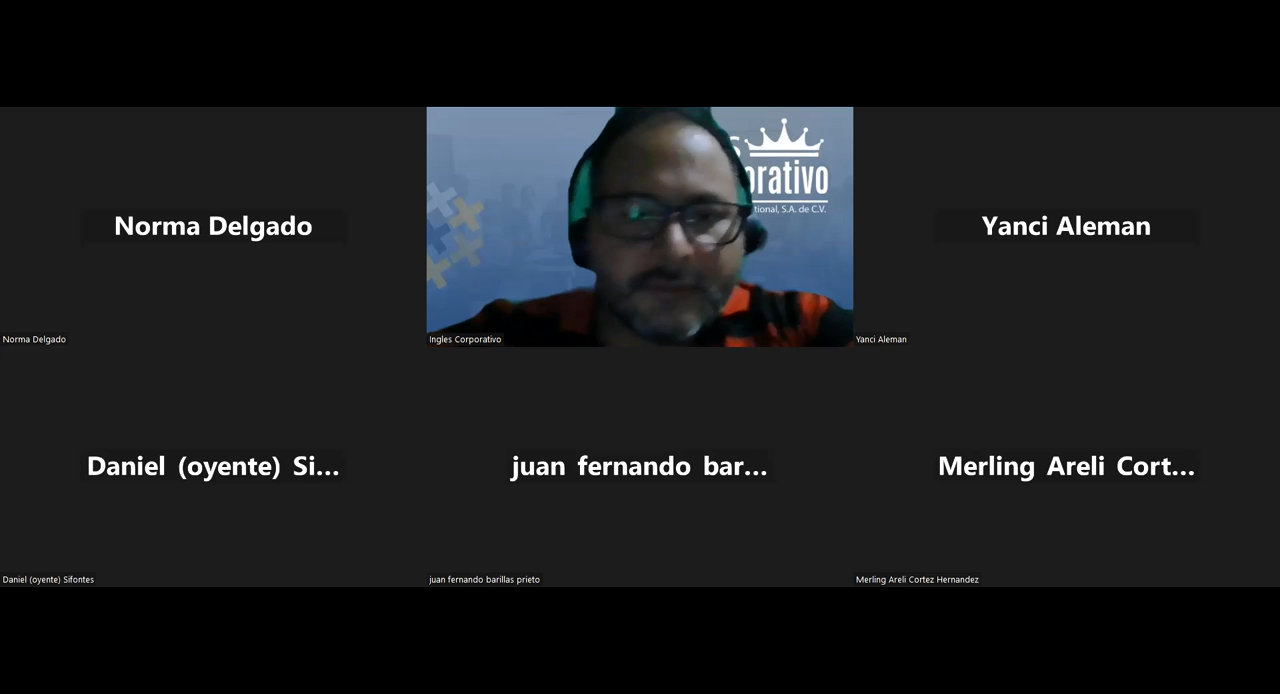 Norma Delgado
Norma Delgado
s
orativo
tional, S.A. de C.V.
Ingles Corporativo
Yanci Aleman
Yanci Aleman
Daniel (oyente) Si...
Daniel (oyente) Sifontes
juan fernando bar...
juan fernando barillas prieto
Merling Areli Cort...
Merling Areli Cortez Hernandez